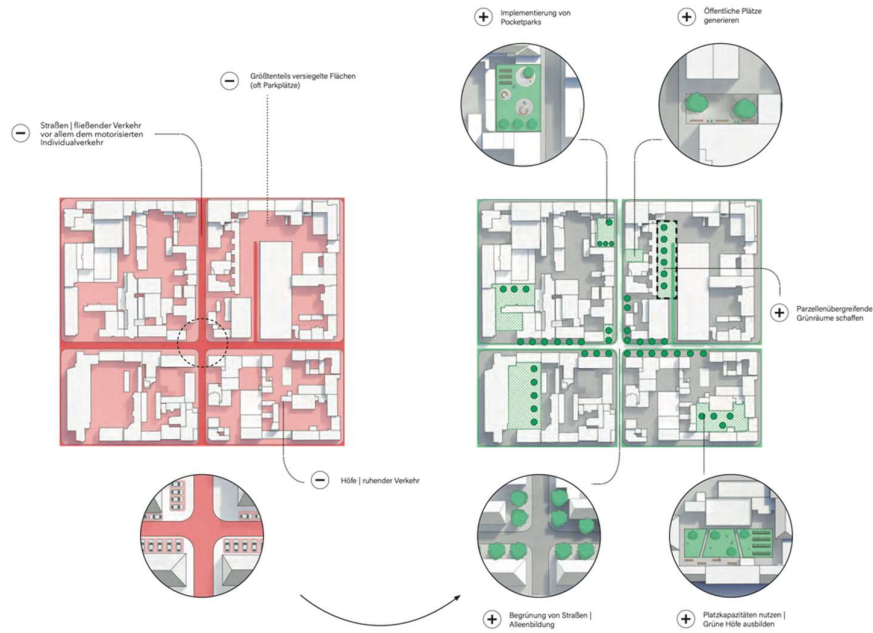 Implementierung von
Pocketparks
Öffentliche Plätze
generieren
Größtenteils versiegelte Flächen
(oft Parkplätze)
Straßen | fließender Verkehr
vor allem dem motorisierten
Individualverkehr
Parzellenübergreifende
Grünräume schaffen
Höfe | ruhender Verkehr
Begrünung von Straßen |
Alleenbildung
Platzkapazitäten nutzen |
Grüne Höfe ausbilden